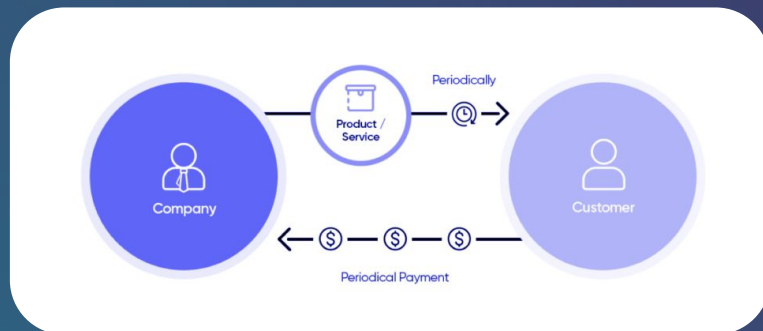 Periodically
Product /
Service
Company
Customer
$ $ $
Periodical Payment